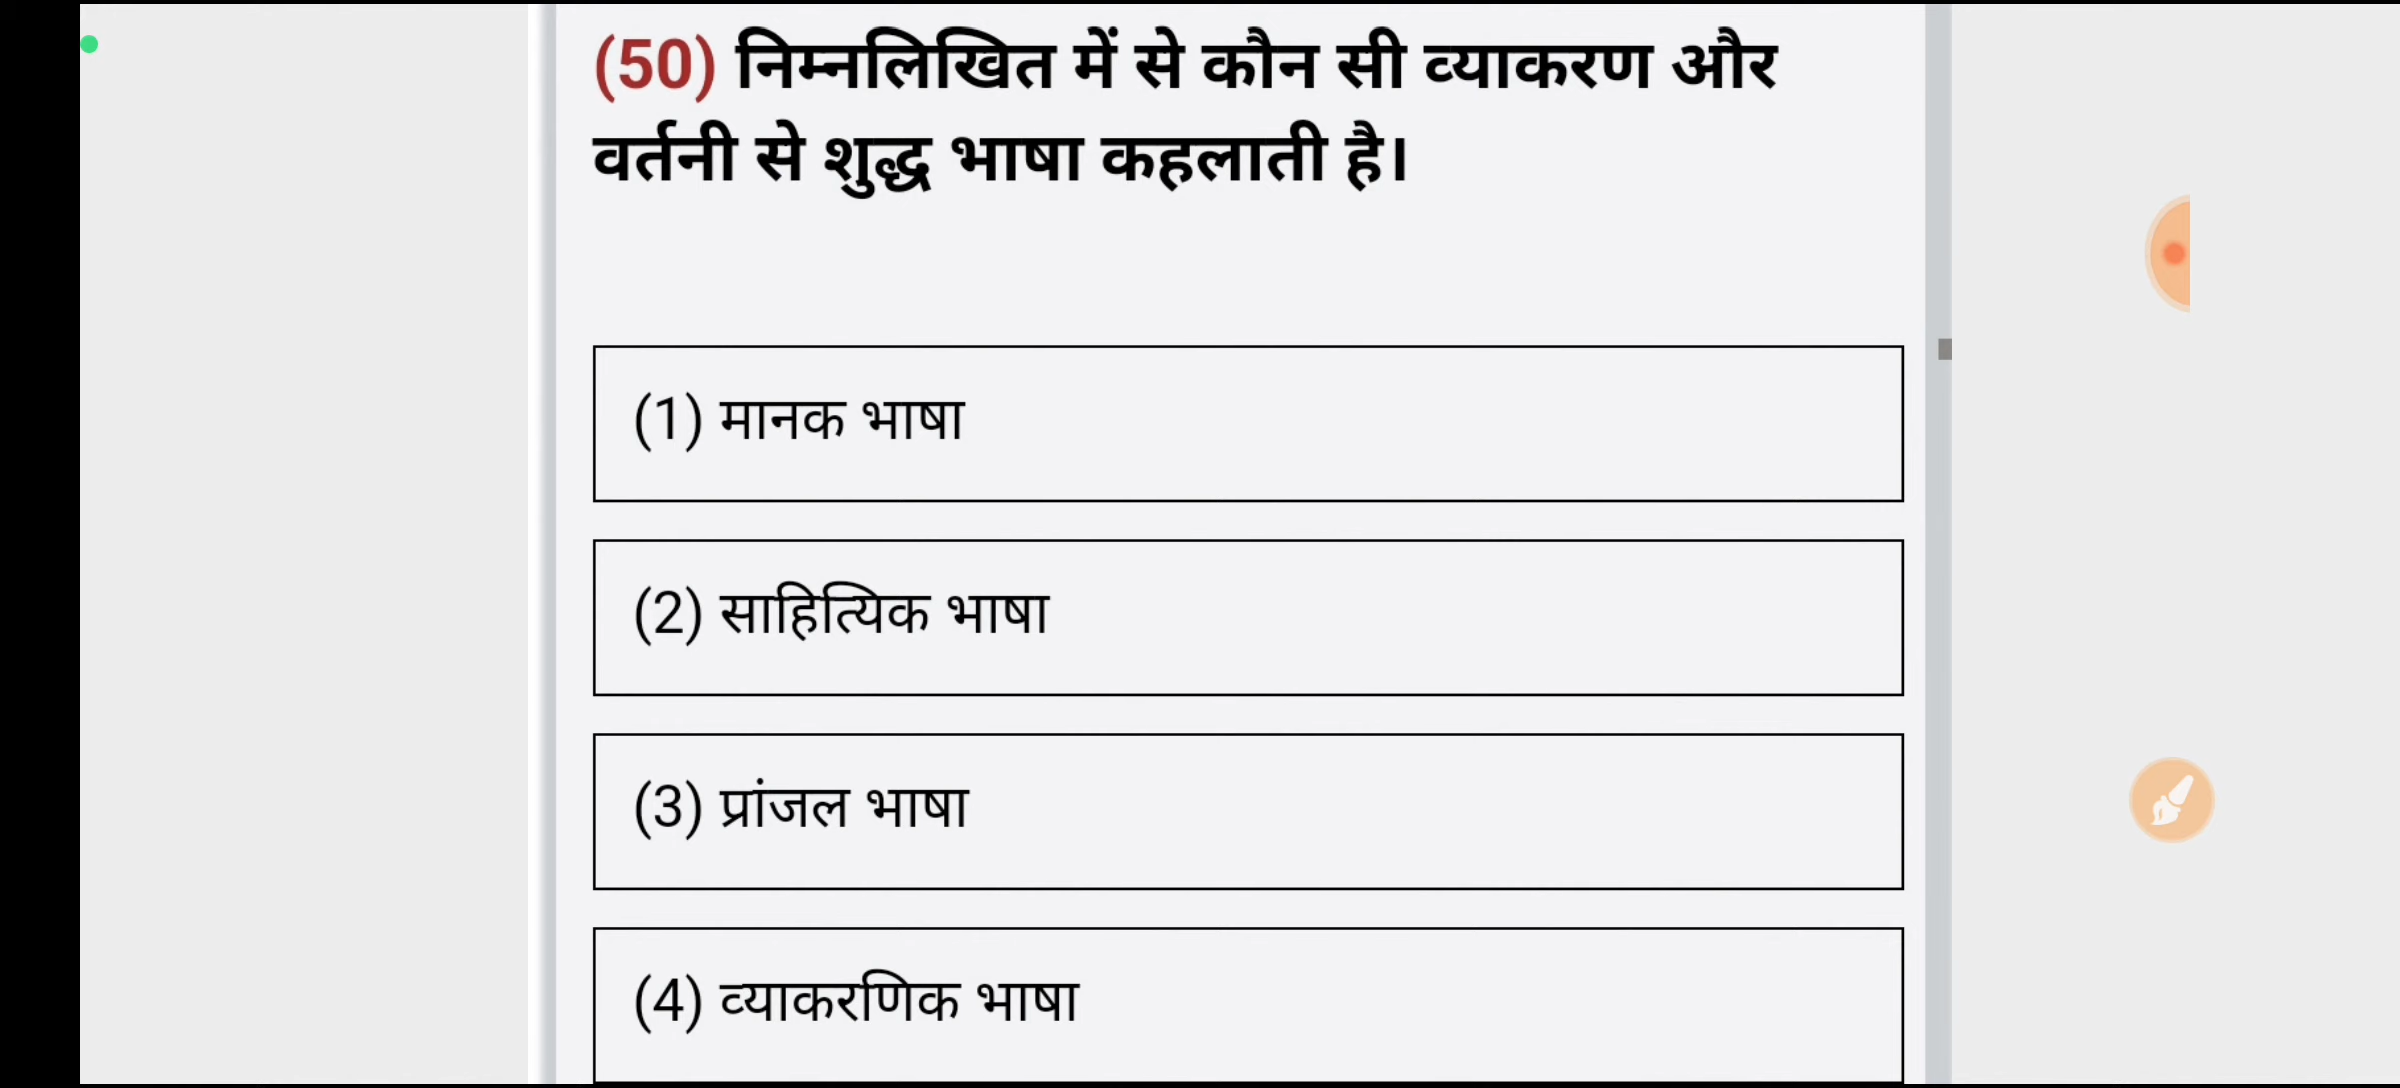 (50) निम्नलिखित में से कौन सी व्याकरण और
वर्तनी से शुद्ध भाषा कहलाती है।
(1) मानक भाषा
(2) साहित्यिक भाषा
(3) प्रांजल भाषा
(4) व्याकरणिक भाषा